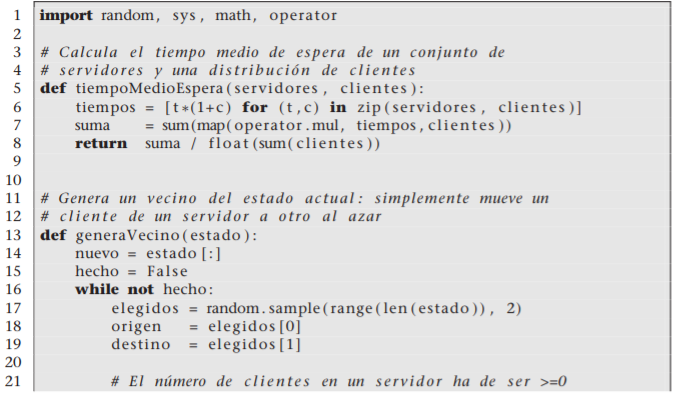 1 import random, sys, math, operator
2
3 # Calcula el tiempo medio de espera de un conjunto de
4 # servidores y una distribución de clientes
5 def tiempoMedioEspera(servidores, clientes):
6     tiempos = [t*(1+c) for (t,c) in zip(servidores, clientes)]
7     suma    = sum(map(operator.mul, tiempos,clientes))
8     return  suma / float(sum(clientes))
9
10
11 # Genera un vecino del estado actual: simplemente mueve un
12 # cliente de un servidor a otro al azar
13 def generaVecino(estado):
14     nuevo = estado[:]
15     hecho = False
16     while not hecho:
17         elegidos = random.sample(range(len(estado)), 2)
18         origen   = elegidos[0]
19         destino  = elegidos[1]
20
21         # El número de clientes en un servidor ha de ser >=0